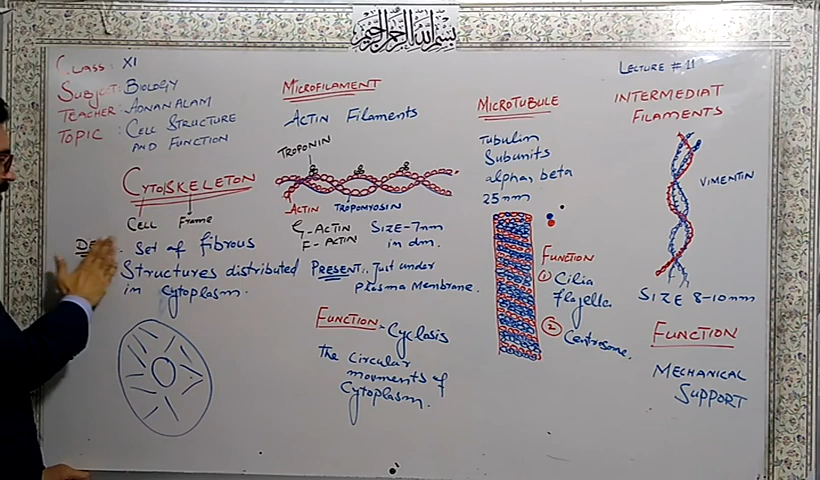 بسم الله الرحمن الرحيم
CLASS : XI
SUBJECT : BIOLOGY
TEACHER : ADNAN ALAM
TOPIC : CELL STRUCTURE
AND FUNCTION
CYTOSKELETON
CELL Frame
Set of fibrous
Structures distributed
in Cytoplasm.
MICROFILAMENT
ACTIN FILAMENTS
TROPONIN
ACTIN TROPOMYOSIN
G-ACTIN
F-ACTIN
SIZE-7nm
in dm.
PRESENT:. Just under
plasma Membrane.
FUNCTION:- Cyclosis
The Circular
movments of
Cytoplasm.
MICROTUBULE
Tubulin
Subunits
alpha, beta
25nm
FUNCTION
① Cilia
flagella.
② Centrosome.
LECTURE # 11
INTERMEDIAT
FILAMENTS
VIMENTIN
SIZE 8-10nm
FUNCTION
MECHANICAL
SUPPORT